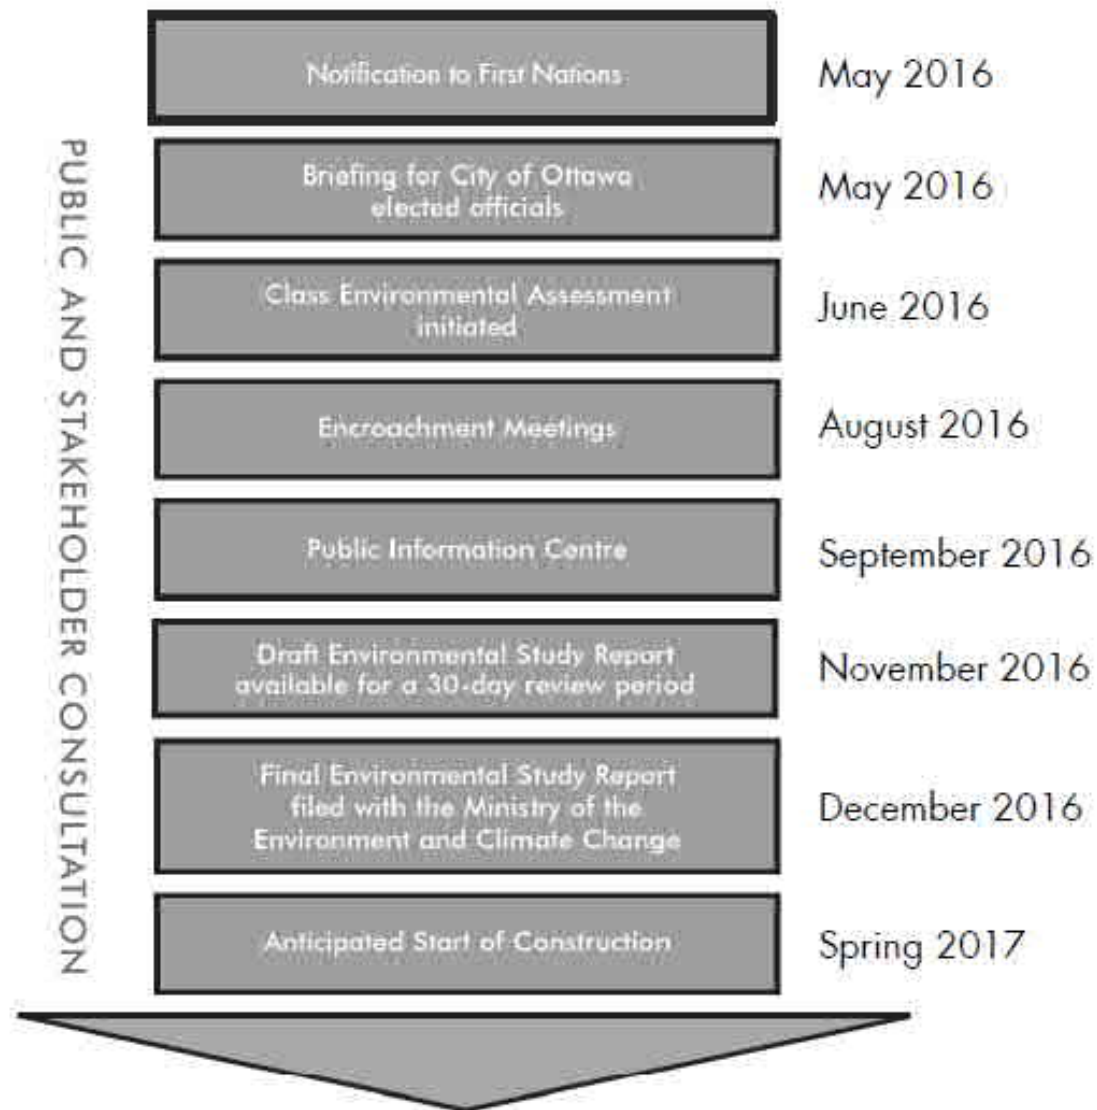 PUBLIC AND STAKEHOLDER CONSULTATION
Notification to First Nations
May 2016
Briefing for City of Ottawa
elected officials
May 2016
Class Environmental Assessment
initiated
June 2016
Encroachment Meetings
August 2016
Public Information Centre
September 2016
Draft Environmental Study Report
available for a 30-day review period
November 2016
Final Environmental Study Report
filed with the Ministry of the
Environment and Climate Change
December 2016
Anticipated Start of Construction
Spring 2017